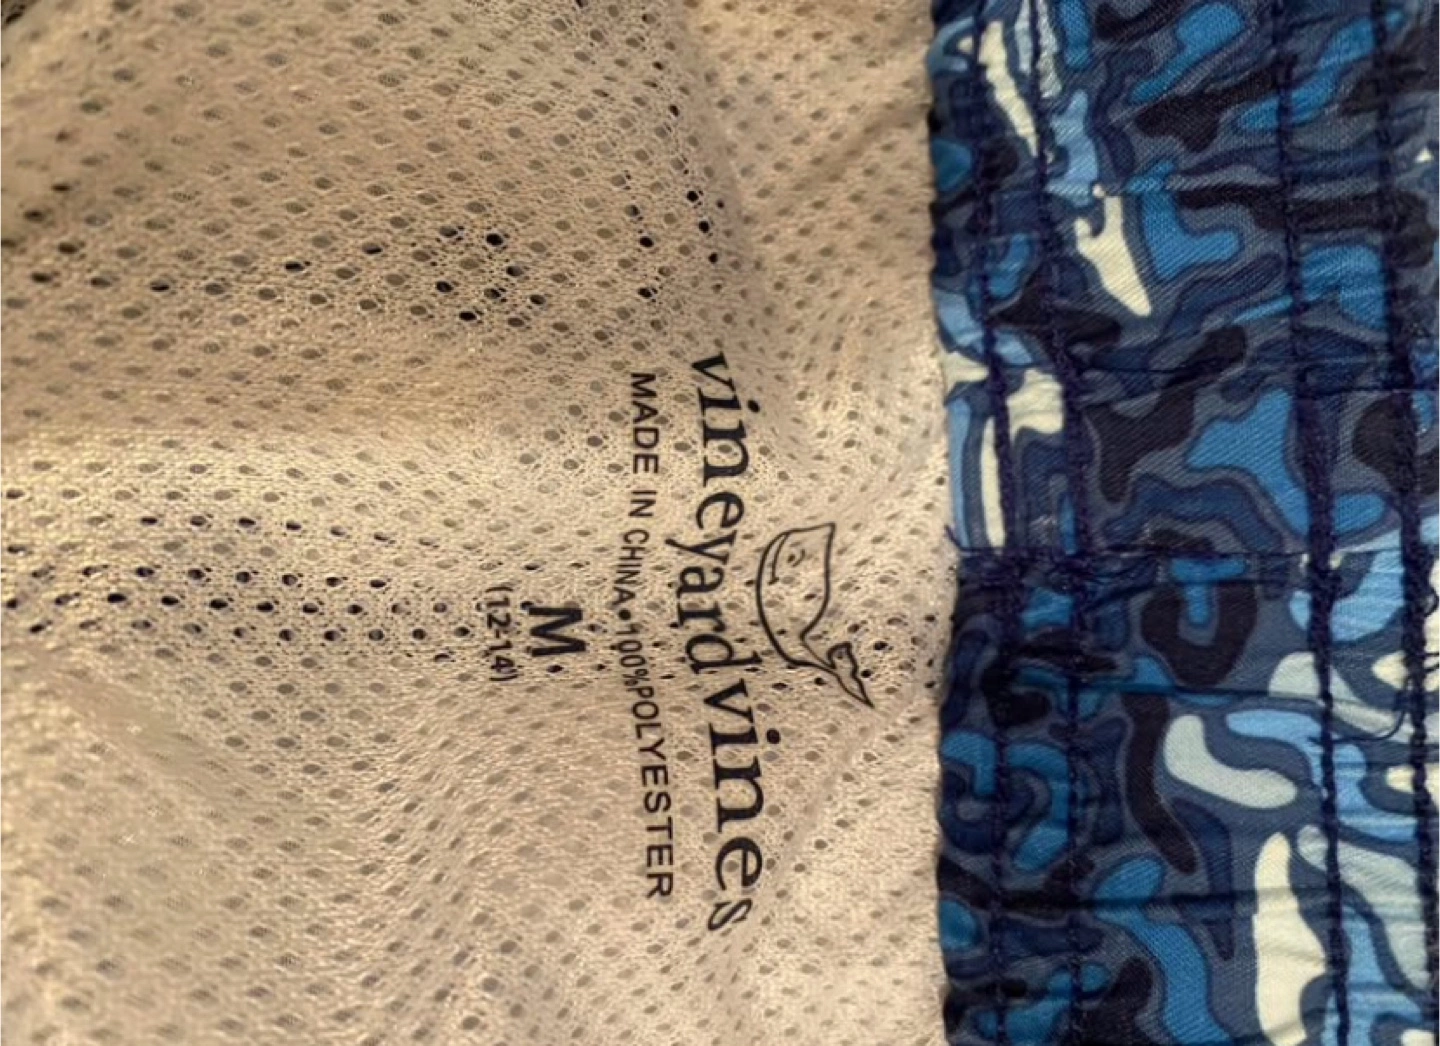 vineyard vines
MADE IN CHINA • 100% POLYESTER
M
(12-14)